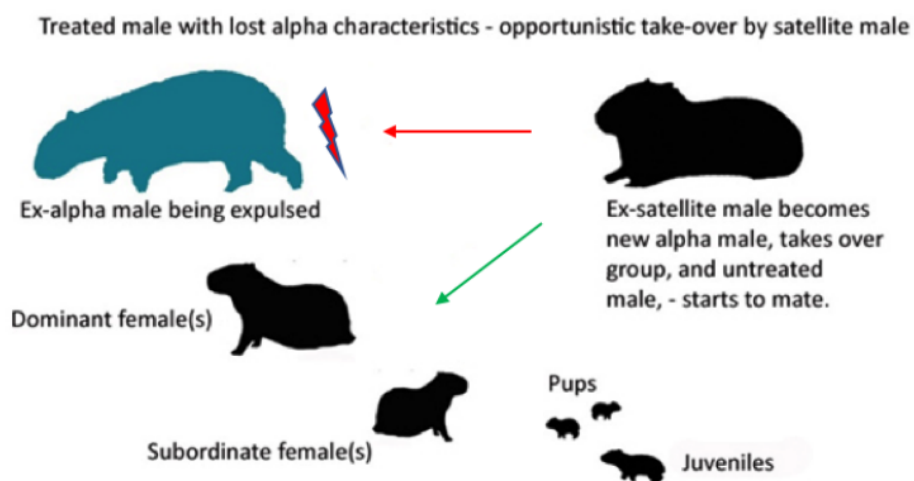 Treated male with lost alpha characteristics - opportunistic take-over by satellite male
Ex-alpha male being expulsed
Ex-satellite male becomes
new alpha male, takes over
group, and untreated
male, - starts to mate.
Dominant female(s)
Pups
Subordinate female(s)
Juveniles